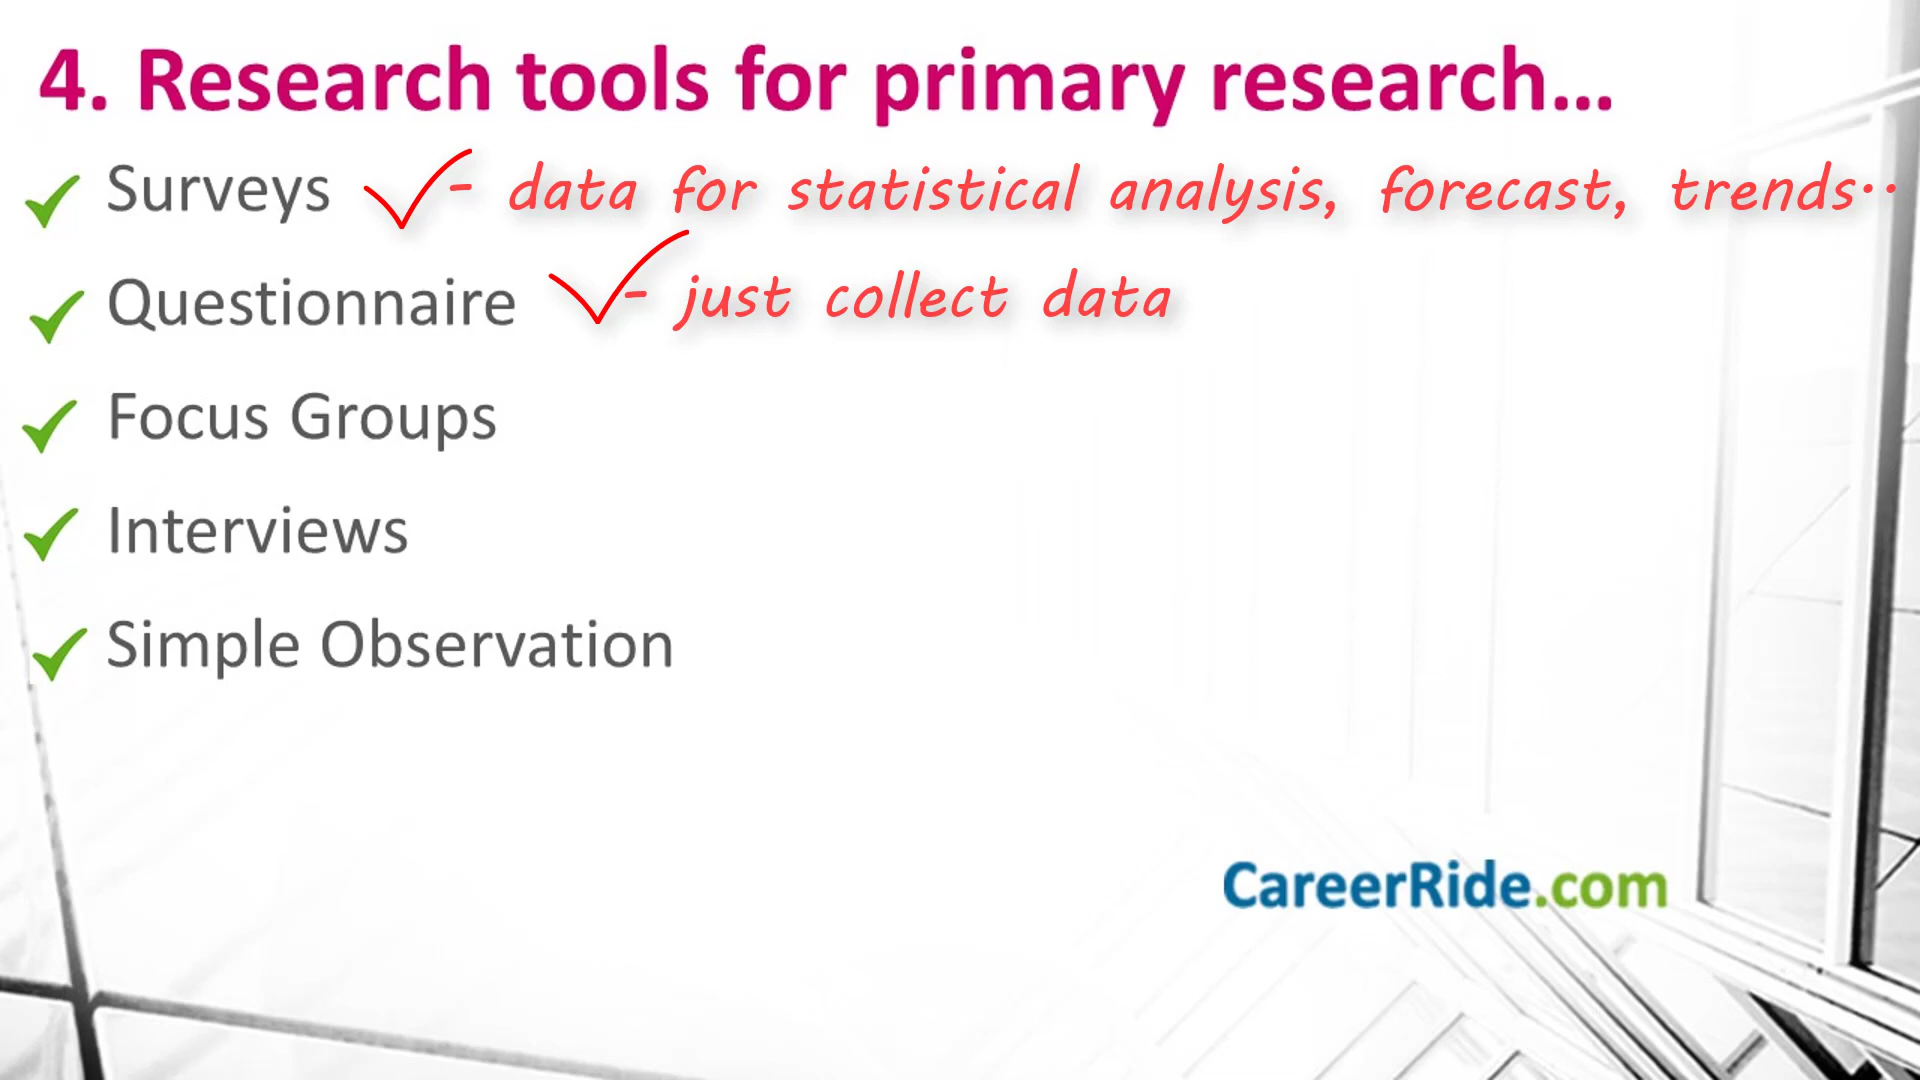 4. Research tools for primary research...
Surveys - data for statistical analysis, forecast, trends..
Questionnaire - just collect data
Focus Groups
Interviews
Simple Observation
CareerRide.com